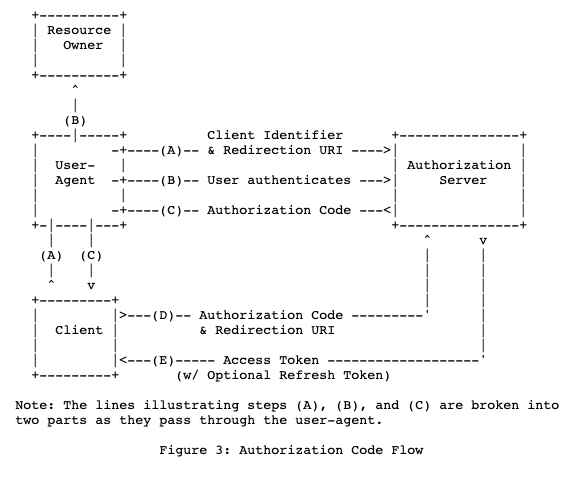 Resource
Owner
(B)
Client Identifier
(A) & Redirection URI
User-
Agent
Authorization
Server
(B) User authenticates
(C) Authorization Code
(A) (C)
(D) Authorization Code
& Redirection URI
Client
(E) Access Token
(w/ Optional Refresh Token)
Note: The lines illustrating steps (A), (B), and (C) are broken into
two parts as they pass through the user-agent.
Figure 3: Authorization Code Flow